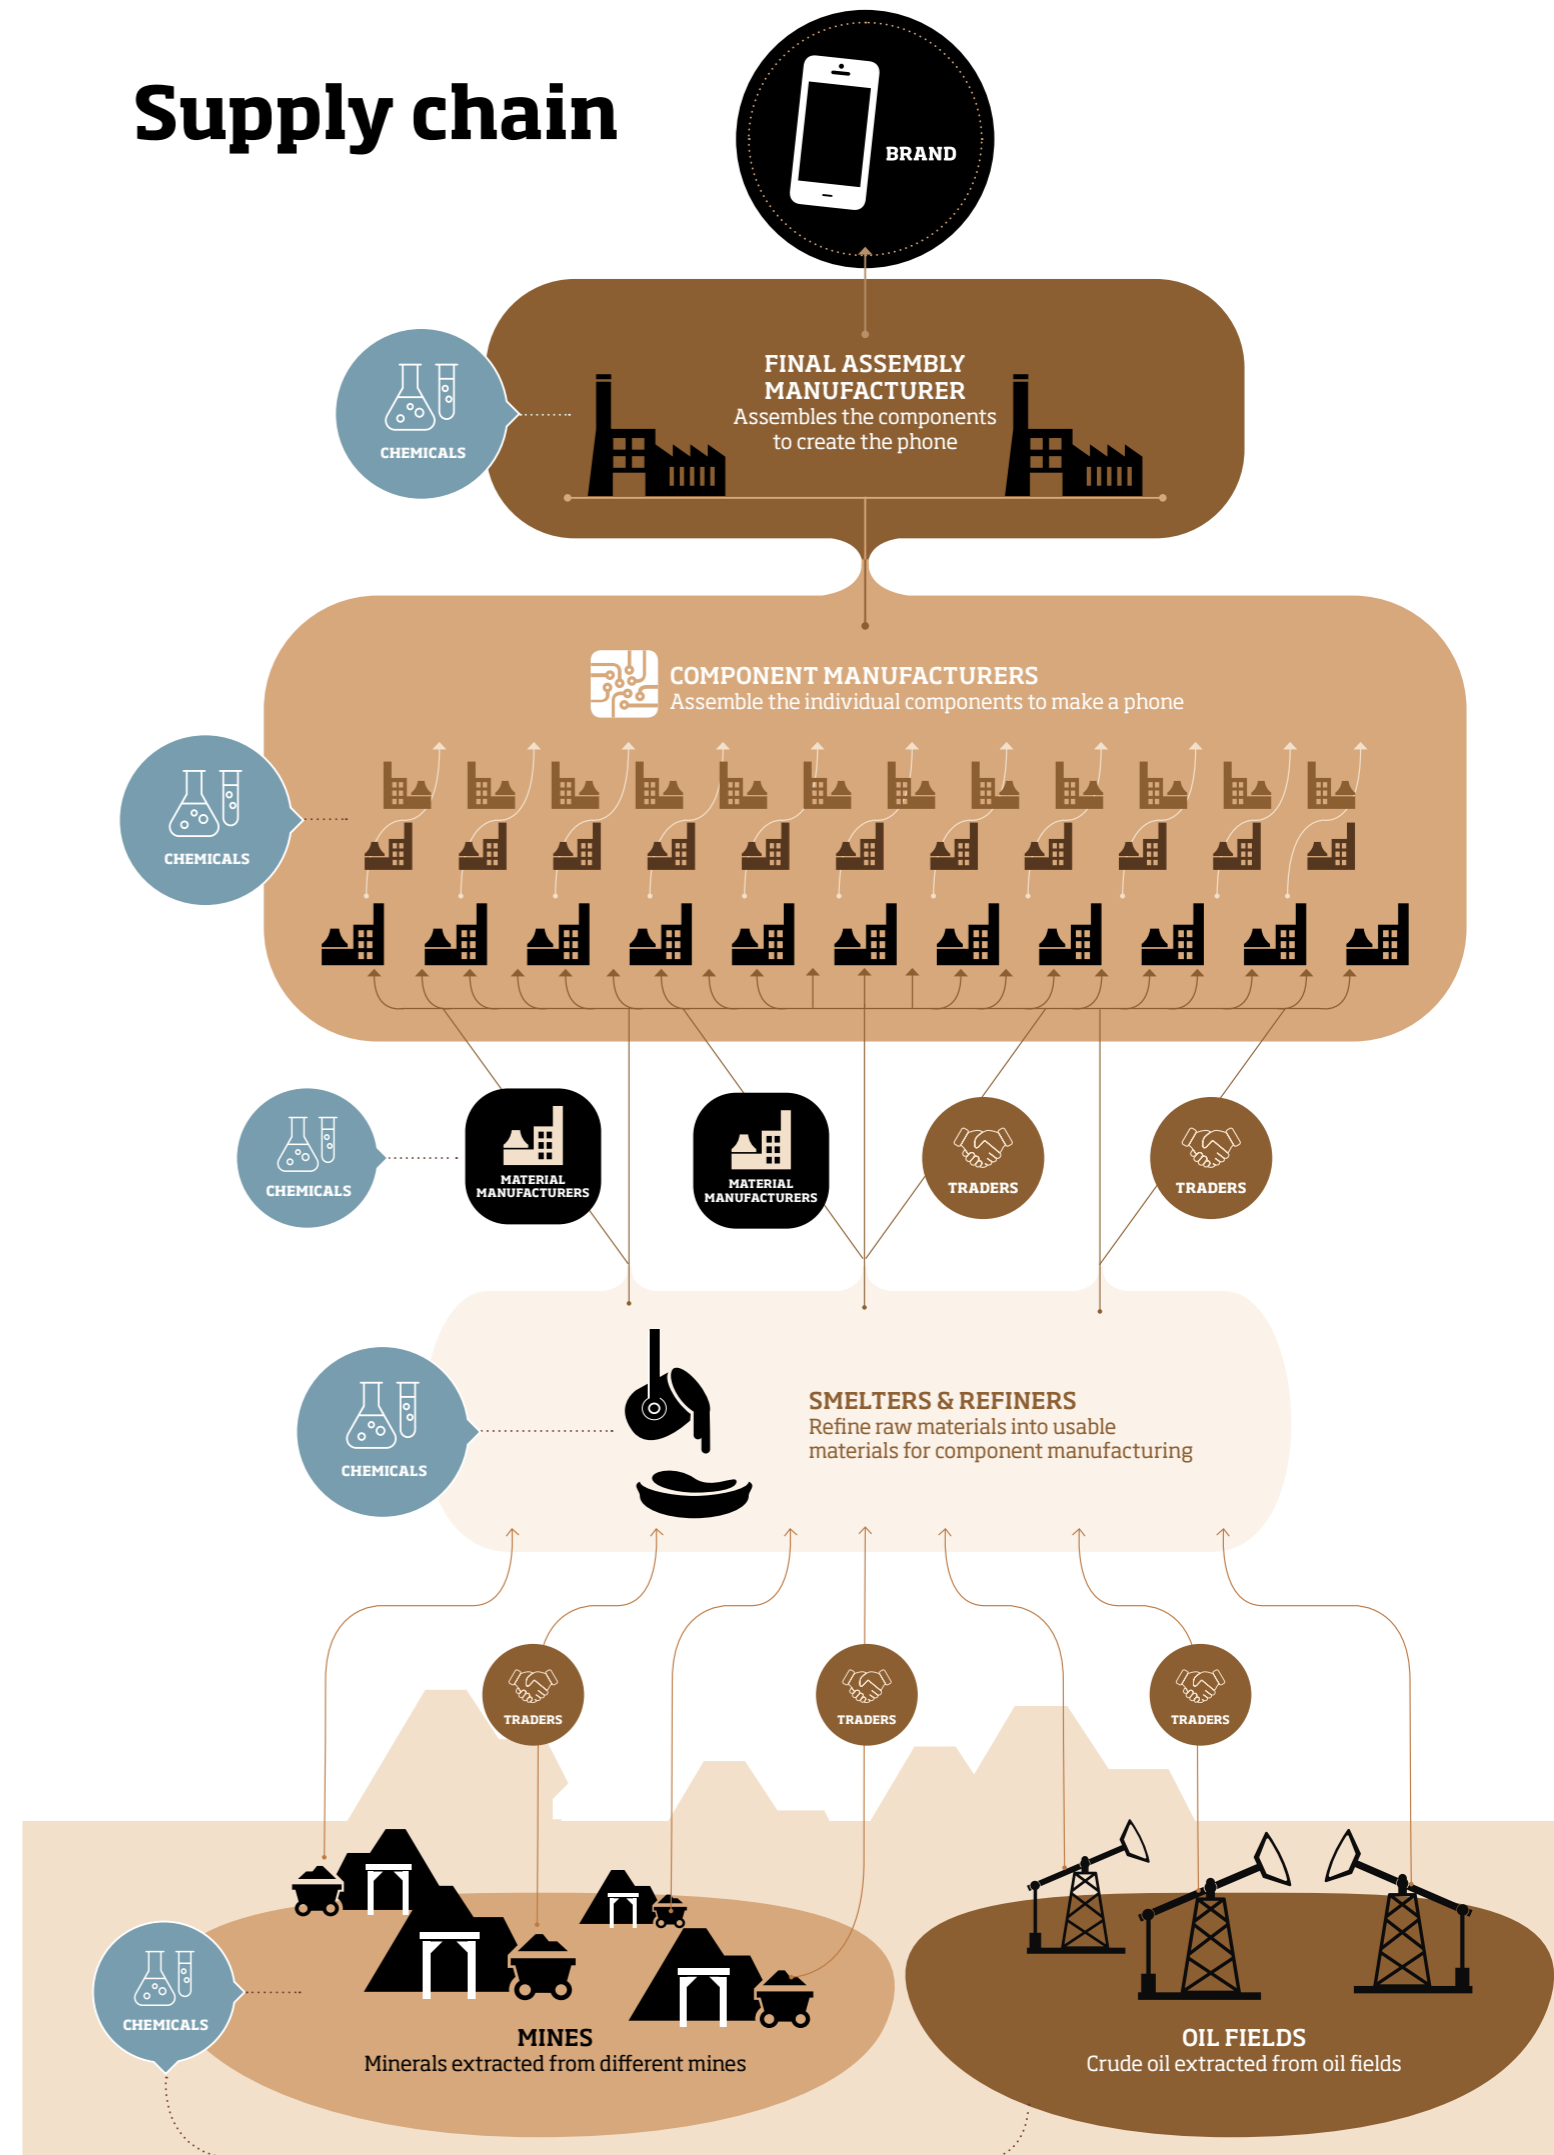 Supply chain
BRAND
FINAL ASSEMBLY
MANUFACTURER
Assembles the components
to create the phone
CHEMICALS
COMPONENT MANUFACTURERS
Assemble the individual components to make a phone
CHEMICALS
CHEMICALS
MATERIAL
MANUFACTURERS
MATERIAL
MANUFACTURERS
TRADERS
TRADERS
SMELTERS & REFINERS
Refine raw materials into usable
materials for component manufacturing
CHEMICALS
TRADERS
TRADERS
TRADERS
CHEMICALS
MINES
Minerals extracted from different mines
OIL FIELDS
Crude oil extracted from oil fields